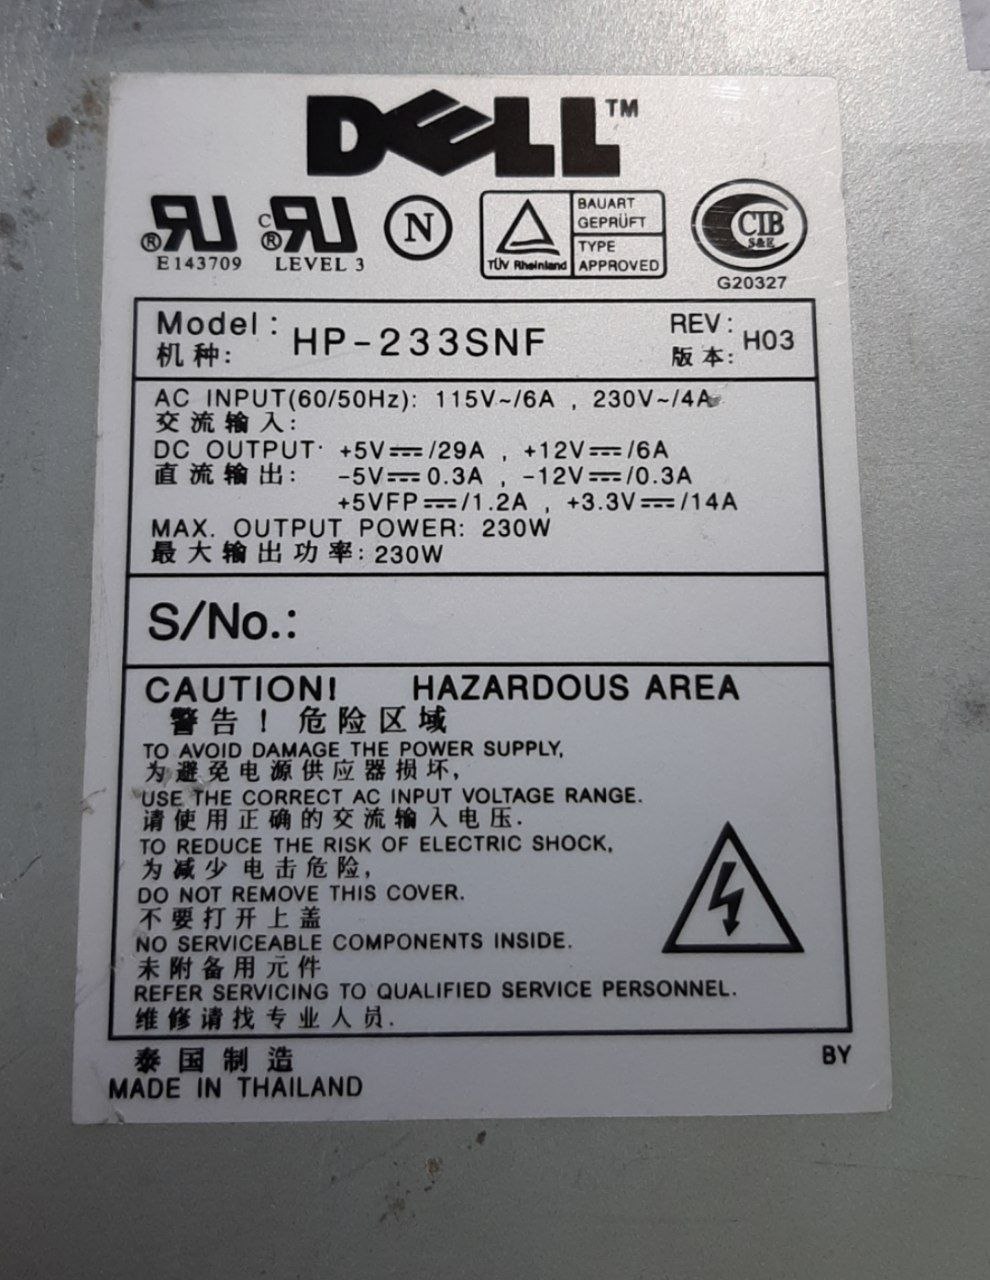 DELL™
®RU cRU® N BAUART GEPRÜFT CIB
TÜV Rheinland TYPE APPROVED S&E
E143709 LEVEL 3 G20327
Model: HP-233SNF REV: H03
机种: 版本:
AC INPUT(60/50Hz): 115V~/6A , 230V~/4A
交流输入:
DC OUTPUT: +5V⎓/29A , +12V⎓/6A
直流输出: -5V⎓0.3A , -12V⎓/0.3A
+5VFP⎓/1.2A , +3.3V⎓/14A
MAX. OUTPUT POWER: 230W
最大输出功率: 230W
S/No.:
CAUTION! HAZARDOUS AREA
警告! 危险区域
TO AVOID DAMAGE THE POWER SUPPLY,
为避免电源供应器损坏,
USE THE CORRECT AC INPUT VOLTAGE RANGE.
请使用正确的交流输入电压.
TO REDUCE THE RISK OF ELECTRIC SHOCK,
为减少电击危险,
DO NOT REMOVE THIS COVER.
不要打开上盖
NO SERVICEABLE COMPONENTS INSIDE.
未附备用元件
REFER SERVICING TO QUALIFIED SERVICE PERSONNEL.
维修请找专业人员.
泰国制造 BY
MADE IN THAILAND